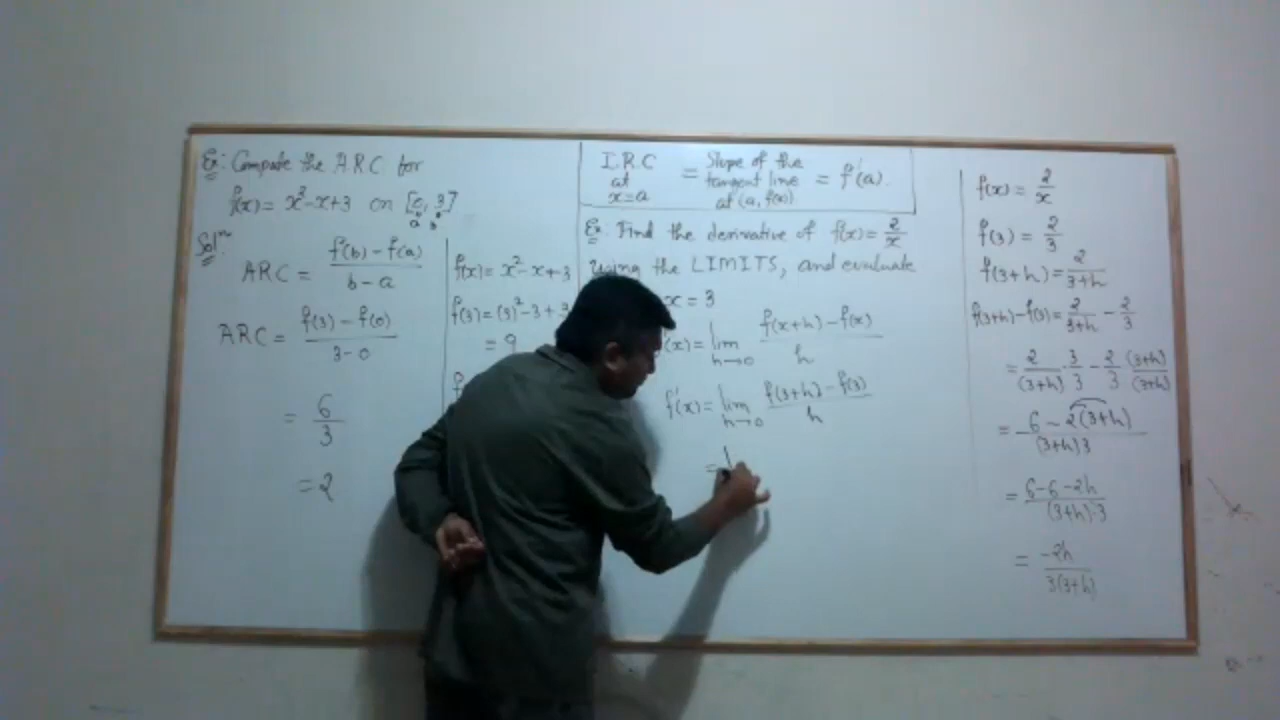 Ex: Compute the ARC for
f(x) = x² - x + 3 on [0, 3]
a b
Solⁿ
ARC = f(b) - f(a) / b - a
ARC = f(3) - f(0) / 3 - 0
= 6 / 3
= 2
f(x) = x² - x + 3
f(3) = (3)² - 3 + 3
= 9
I.R.C at x=a = Slope of the tangent line at (a, f(a)) = f'(a).
Ex: Find the derivative of f(x) = 2/x
using the LIMITS, and evaluate
x = 3
(x) = lim h→0 f(x+h) - f(x) / h
f'(x) = lim h→0 f(3+h) - f(3) / h
=
f(x) = 2/x
f(3) = 2/3
f(3+h) = 2/3+h
f(3+h) - f(3) = 2/3+h - 2/3
= 2/(3+h) · 3/3 - 2/3 · (3+h)/(3+h)
= 6 - 2(3+h) / (3+h)3
= 6 - 6 - 2h / (3+h)·3
= -2h / 3(3+h)